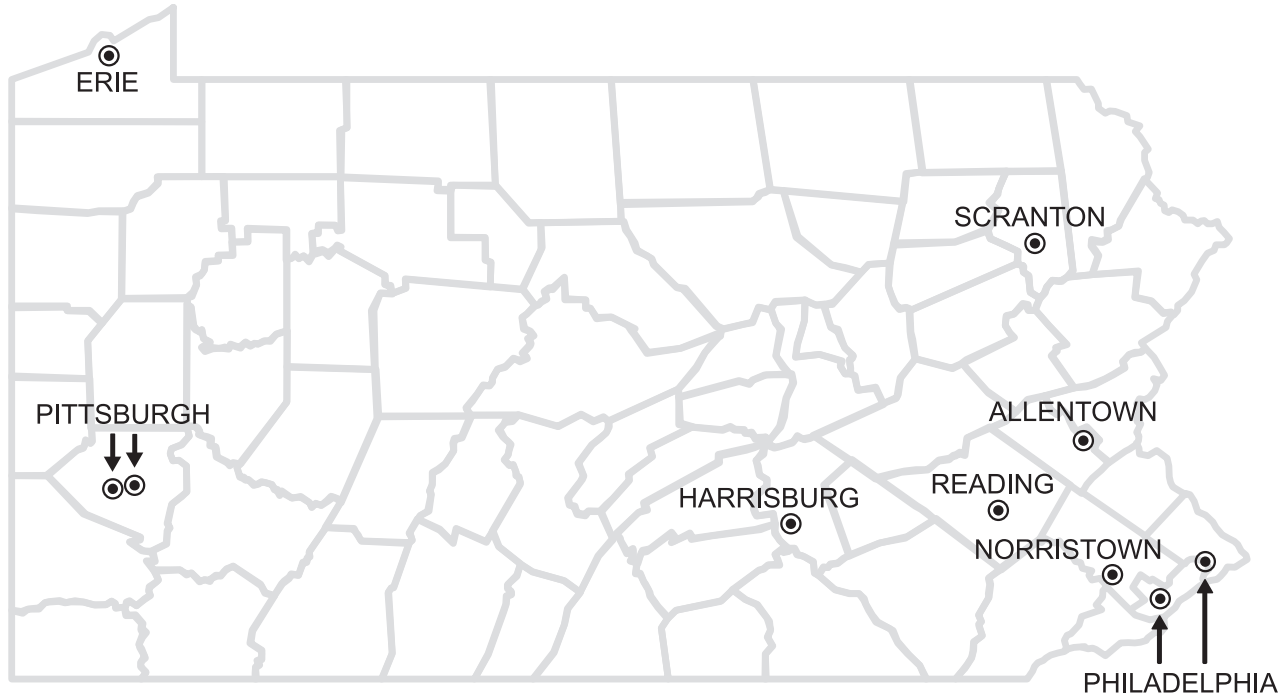 ERIE
SCRANTON
PITTSBURGH
ALLENTOWN
READING
HARRISBURG
NORRISTOWN
PHILADELPHIA